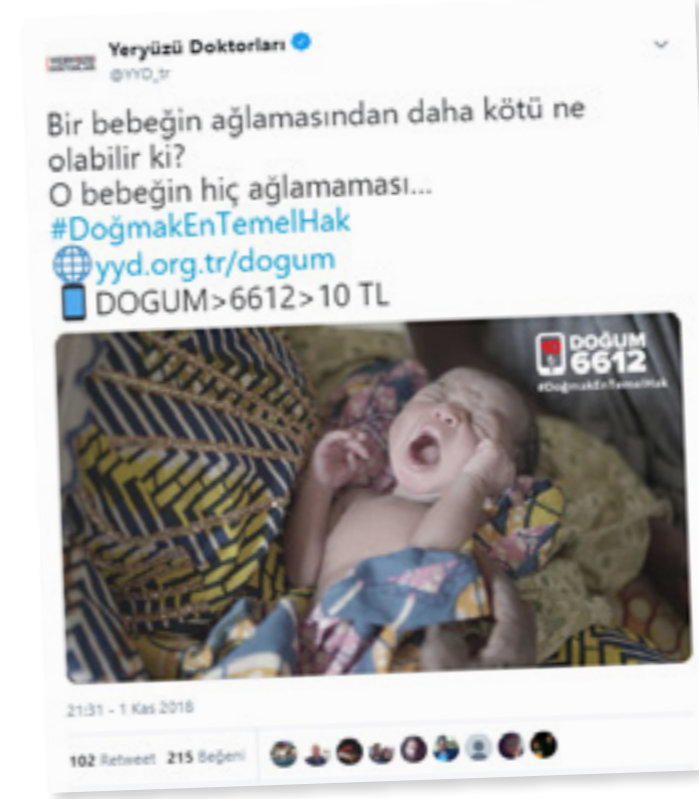 Yeryüzü Doktorları
@YYD_tr
Bir bebeğin ağlamasından daha kötü ne
olabilir ki?
O bebeğin hiç ağlamaması...
#DoğmakEnTemelHak
yyd.org.tr/dogum
DOGUM>6612>10 TL
DOĞUM
6612
#DoğmakEnTemelHak
21:31 - 1 Kas 2018
102 Retweet 215 Beğeni